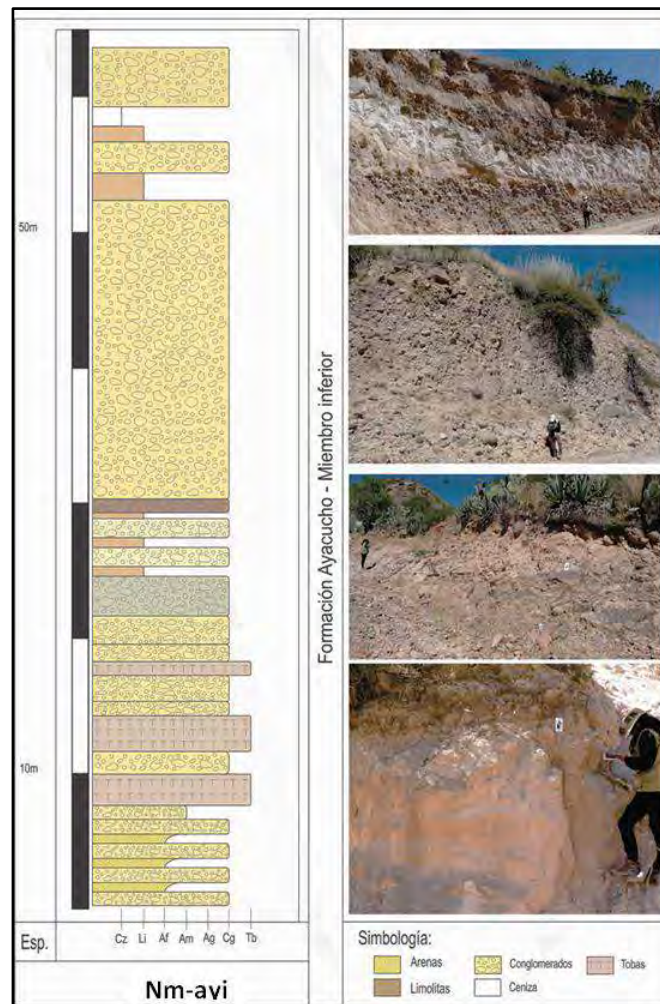 50m
10m
Formación Ayacucho - Miembro inferior
Esp.
Cz Li Af Am Ag Cg Tb
Nm-ayi
Simbología:
Arenas
Conglomerados
Tobas
Limolitas
Ceniza